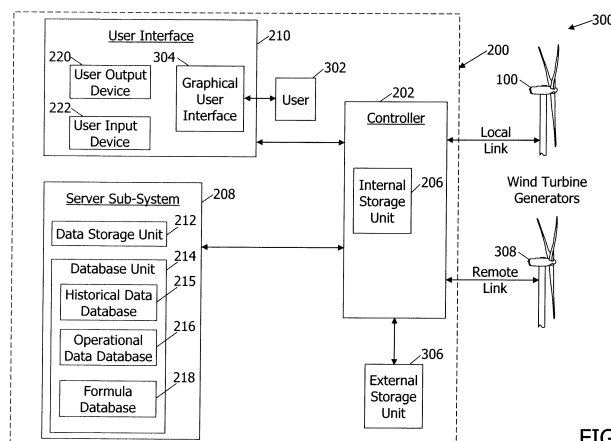 300
User Interface
210
220
304
200
User Output
Device
302
100
222
Graphical
User
Interface
User
202
User Input
Device
Controller
Local
Link
Internal
Storage
Unit
206
Server Sub-System
208
Wind Turbine
Generators
212
Data Storage Unit
Database Unit
214
308
Historical Data
Database
215
Remote
Link
Operational
Data Database
216
306
Formula
Database
218
External
Storage
Unit
FIG